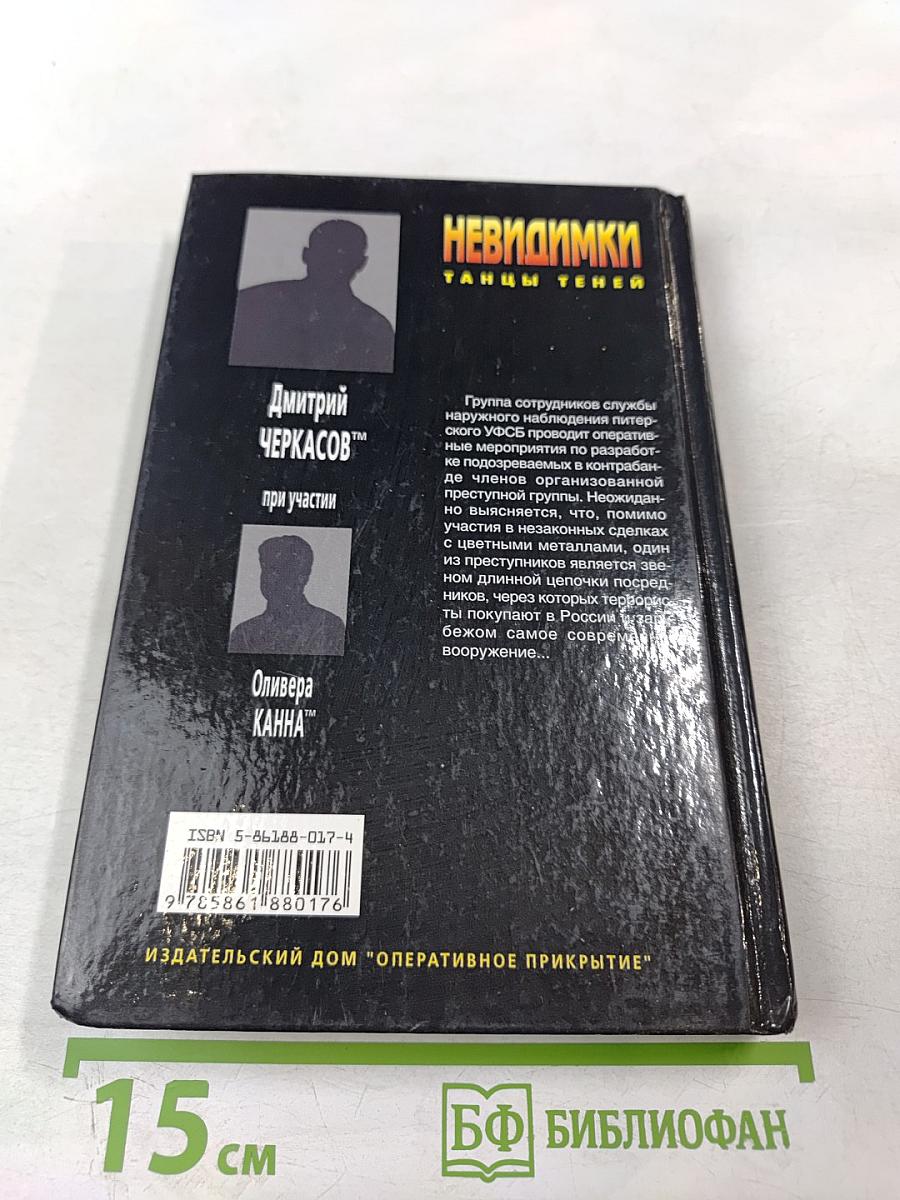 НЕВИДИМКИ
ТАНЦЫ ТЕНЕЙ
Дмитрий
ЧЕРКАСОВ™
при участии
Оливера
КАННА™
Группа сотрудников службы
наружного наблюдения питер-
ского УФСБ проводит оператив-
ные мероприятия по разработ-
ке подозреваемых в контрабан-
де членов организованной
преступной группы. Неожидан-
но выясняется, что, помимо
участия в незаконных сделках
с цветными металлами, один
из преступников является зве-
ном длинной цепочки посред-
ников, через которых террорис-
ты покупают в России и зару-
бежом самое современное
вооружение...
ISBN 5-86188-017-4
9 785861 880176
ИЗДАТЕЛЬСКИЙ ДОМ "ОПЕРАТИВНОЕ ПРИКРЫТИЕ"
15 см
БФ БИБЛИОФАН